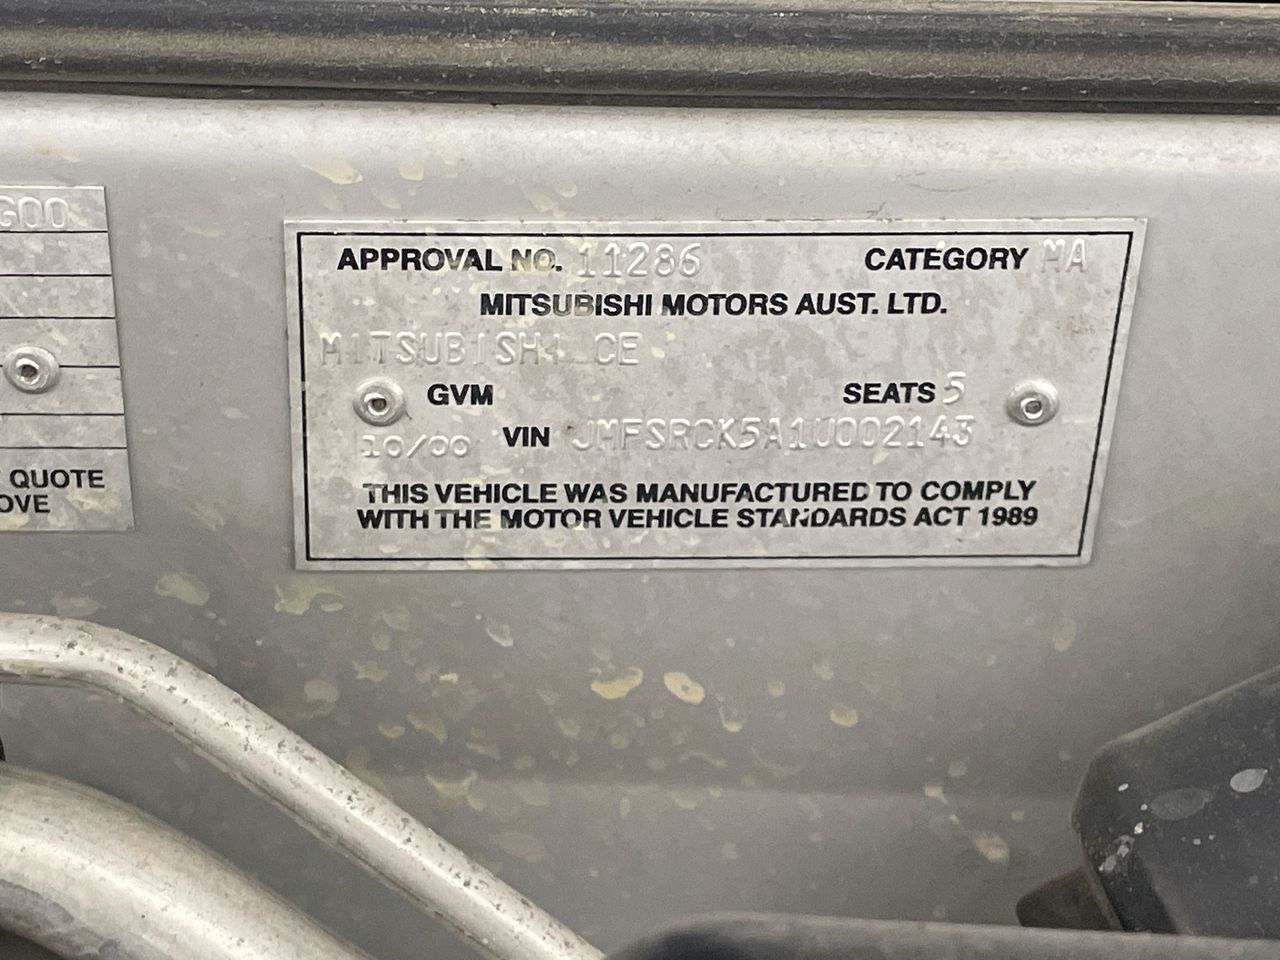 GOO
QUOTE
OVE
APPROVAL NO. 11286 CATEGORY MA
MITSUBISHI MOTORS AUST. LTD.
MITSUBISHI CE
GVM SEATS 5
10/00 VIN JMFSRCK5A1U002143
THIS VEHICLE WAS MANUFACTURED TO COMPLY
WITH THE MOTOR VEHICLE STANDARDS ACT 1989